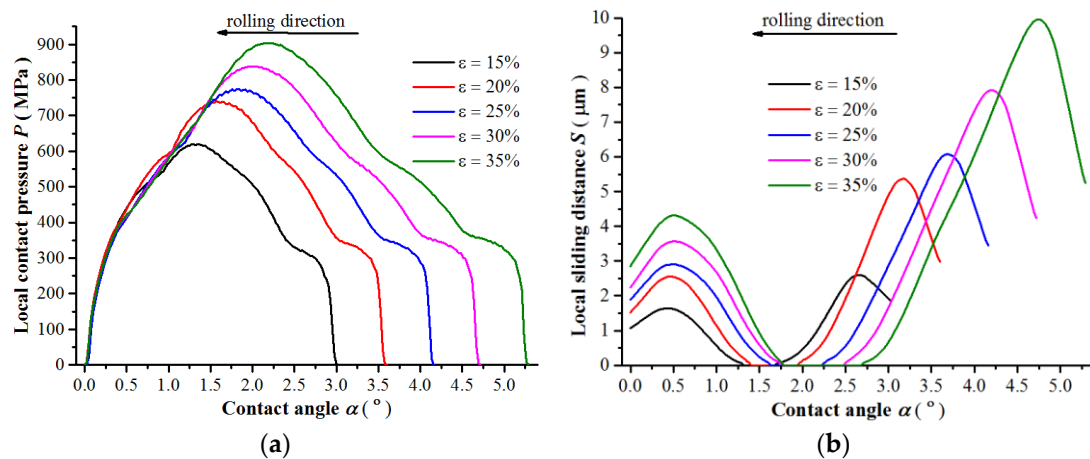 rolling direction
900
800
700
600
500
400
300
200
100
0
Local contact pressure P ( MPa)
ε = 15%
ε = 20%
ε = 25%
ε = 30%
ε = 35%
0.0 0.5 1.0 1.5 2.0 2.5 3.0 3.5 4.0 4.5 5.0
Contact angle α ( ° )
(a)
rolling direction
10
9
8
7
6
5
4
3
2
1
0
Local sliding distance S ( μm)
ε = 15%
ε = 20%
ε = 25%
ε = 30%
ε = 35%
0.0 0.5 1.0 1.5 2.0 2.5 3.0 3.5 4.0 4.5 5.0
Contact angle α ( ° )
(b)